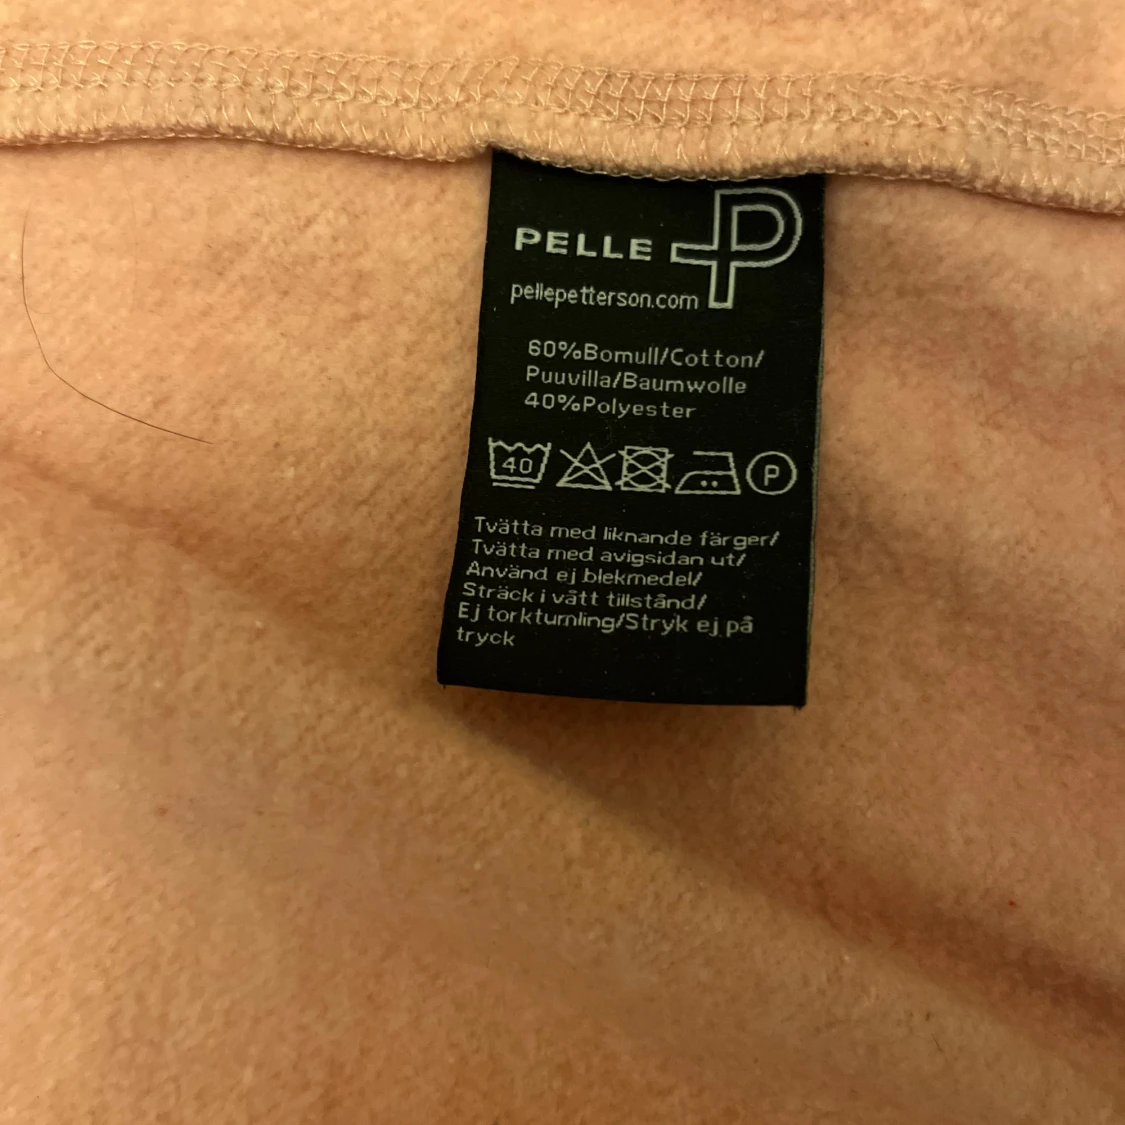 PELLE P
pellepetterson.com
60%Bomull/Cotton/
Puuvilla/Baumwolle
40%Polyester
40 P
Tvätta med liknande färger/
Tvätta med avigsidan ut/
Använd ej blekmedel/
Sträck i vått tillstånd/
Ej torktumling/Stryk ej på
tryck